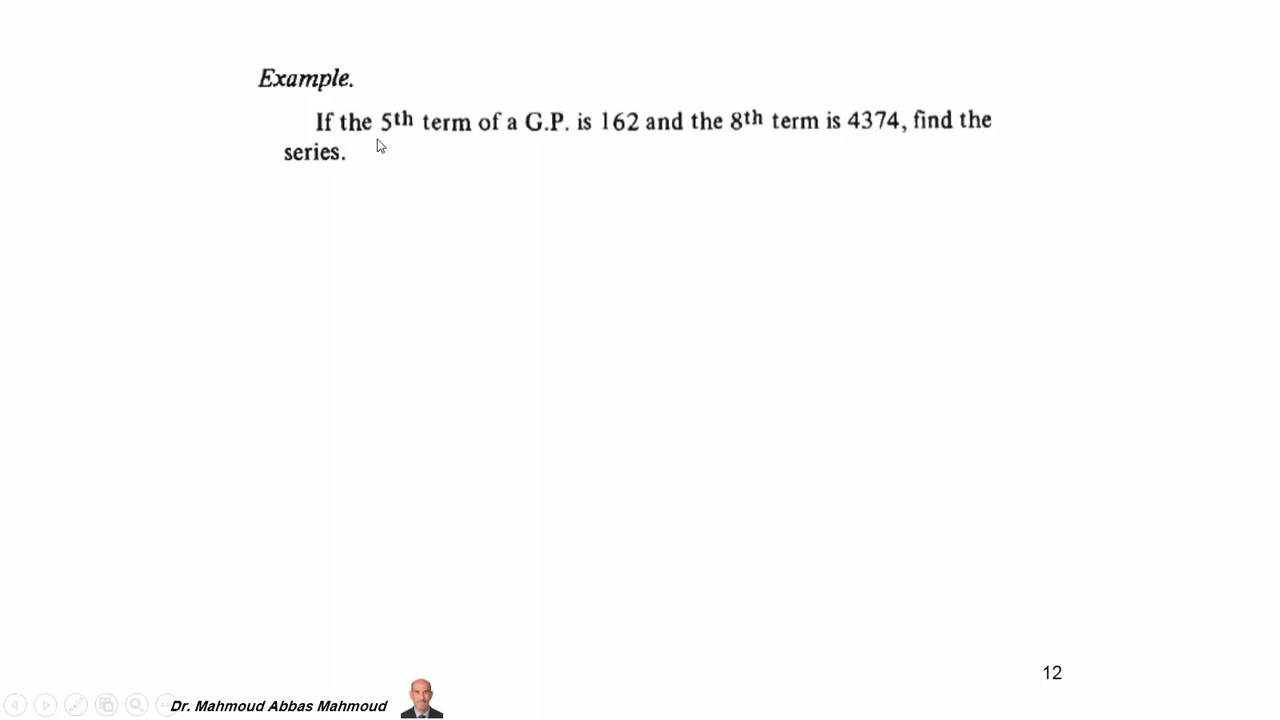 Example.
If the 5th term of a G.P. is 162 and the 8th term is 4374, find the
series.
12
Dr. Mahmoud Abbas Mahmoud